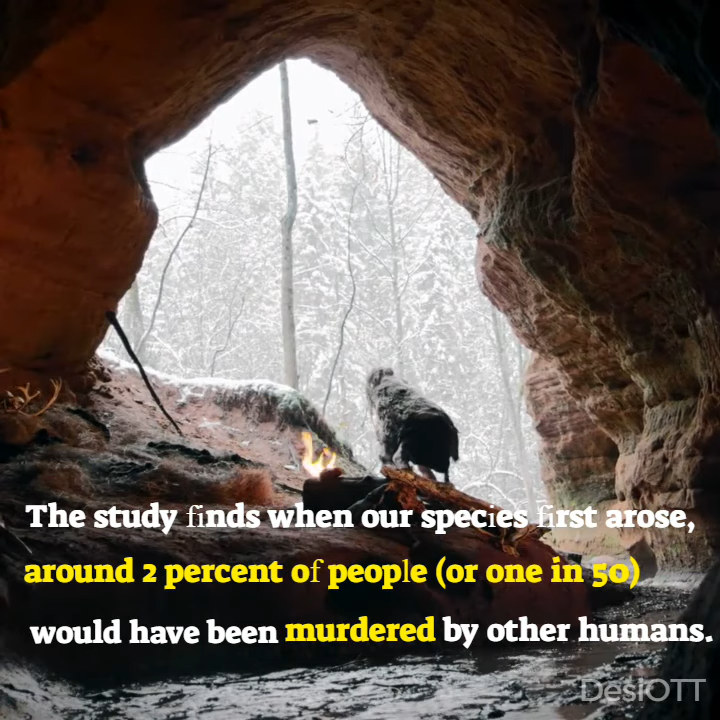 The study finds when our species first arose,
around 2 percent of people (or one in 50)
would have been murdered by other humans.
DesiOTT